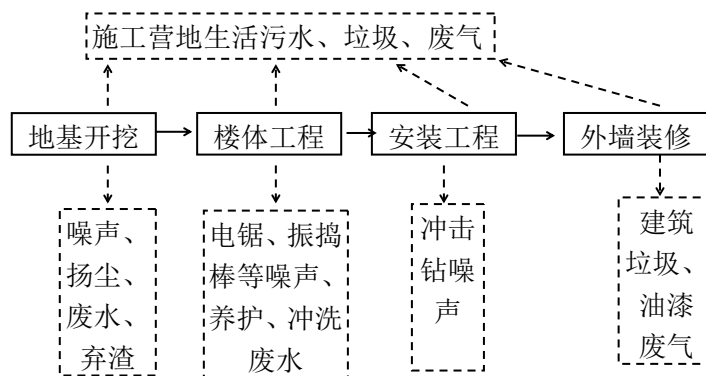 施工营地生活污水、垃圾、废气
地基开挖
楼体工程
安装工程
外墙装修
噪声、
扬尘、
废水、
弃渣
电锯、振捣
棒等噪声、
养护、冲洗
废水
冲击
钻噪
声
建筑
垃圾、
油漆
废气